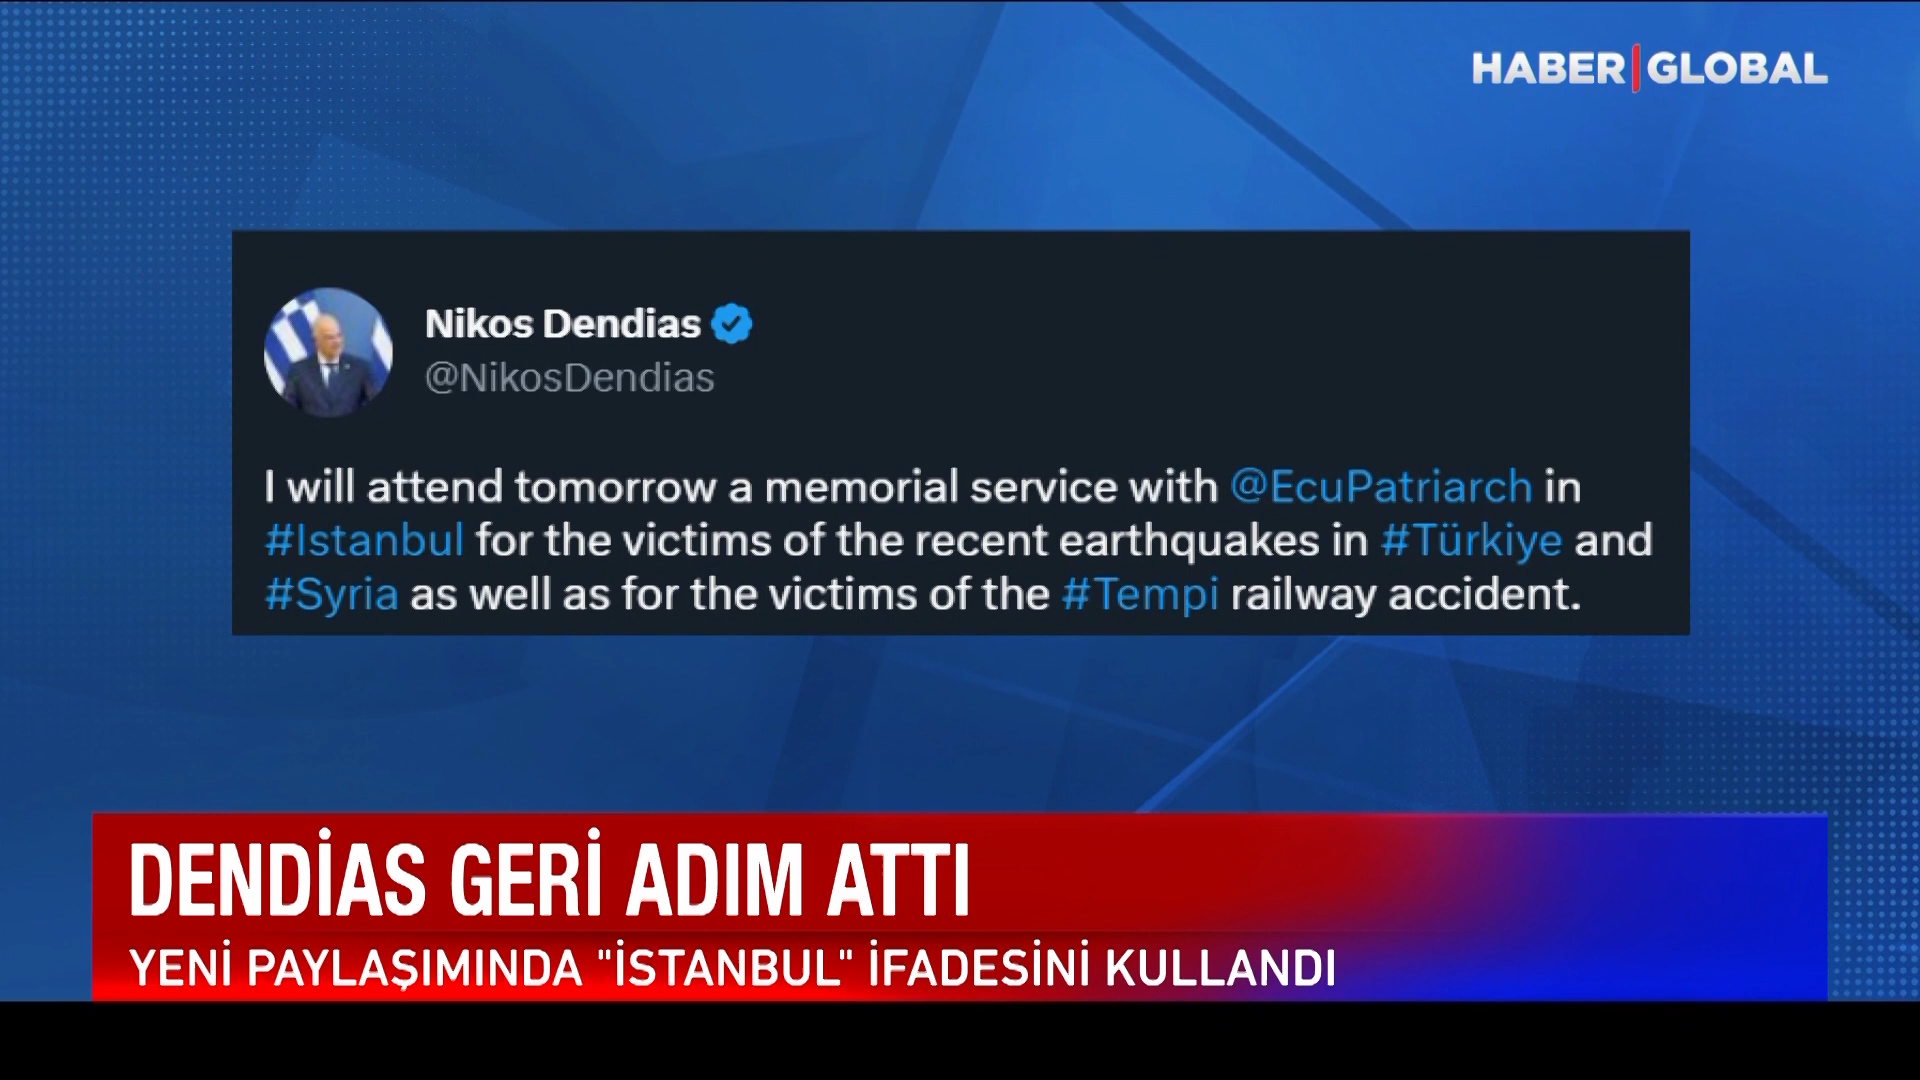 HABER GLOBAL
Nikos Dendias
@NikosDendias
I will attend tomorrow a memorial service with @EcuPatriarch in
#Istanbul for the victims of the recent earthquakes in #Türkiye and
#Syria as well as for the victims of the #Tempi railway accident.
DENDİAS GERİ ADIM ATTI
YENİ PAYLAŞIMINDA "İSTANBUL" İFADESİNİ KULLANDI